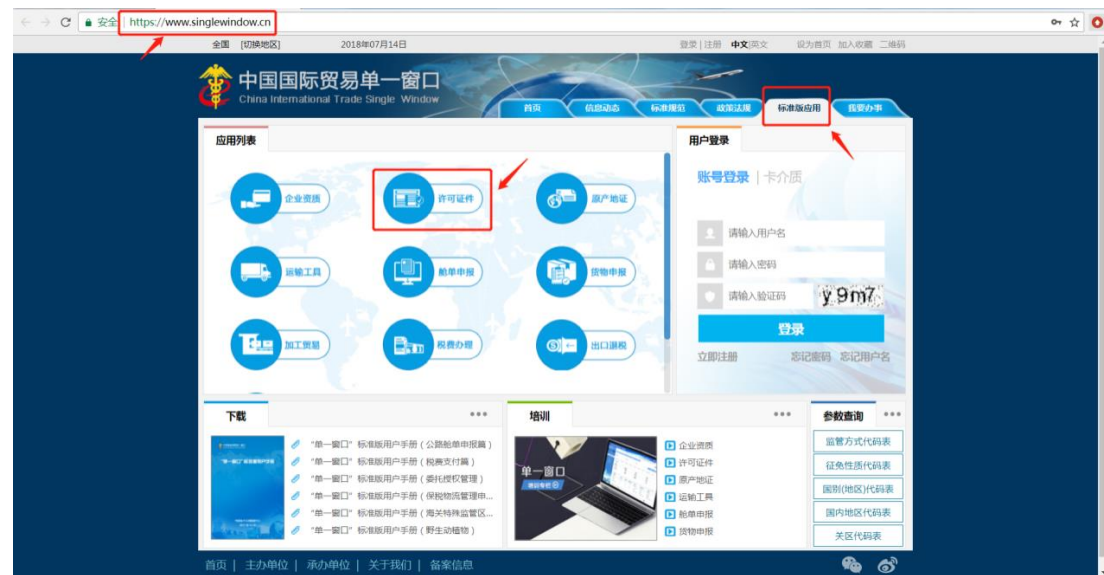 安全 https://www.singlewindow.cn
全国 [切换地区] 2018年07月14日 登录 | 注册 中文|英文 设为首页 加入收藏 二维码
中国国际贸易单一窗口
China International Trade Single Window
首页 信息动态 标准规范 政策法规 标准版应用 我要办事
应用列表
企业资质 许可证件 原产地证
运输工具 舱单申报 货物申报
加工贸易 税费办理 出口退税
用户登录
账号登录 | 卡介质
请输入用户名
请输入密码
请输入验证码 y9m7
登录
立即注册 忘记密码 忘记用户名
下载
“单一窗口”标准版用户手册（公路舱单申报篇）
“单一窗口”标准版用户手册（税费支付篇）
“单一窗口”标准版用户手册（委托授权管理）
“单一窗口”标准版用户手册（保税物流管理申...
“单一窗口”标准版用户手册（海关特殊监管区...
“单一窗口”标准版用户手册（野生动植物）
培训
单一窗口
企业资质
许可证件
原产地证
运输工具
舱单申报
货物申报
参数查询
监管方式代码表
征免性质代码表
国别(地区)代码表
国内地区代码表
关区代码表
首页 | 主办单位 | 承办单位 | 关于我们 | 备案信息